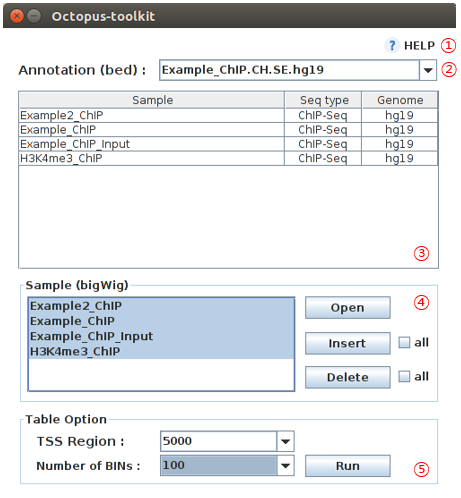 Octopus-toolkit
? HELP ①
Annotation (bed) : Example_ChIP.CH.SE.hg19 ②
Sample Seq type Genome
Example2_ChIP ChIP-Seq hg19
Example_ChIP ChIP-Seq hg19
Example_ChIP_Input ChIP-Seq hg19
H3K4me3_ChIP ChIP-Seq hg19
③
Sample (bigWig)
④
Example2_ChIP
Example_ChIP
Example_ChIP_Input
H3K4me3_ChIP
Open
Insert all
Delete all
Table Option
TSS Region : 5000
Number of BINs : 100 Run ⑤